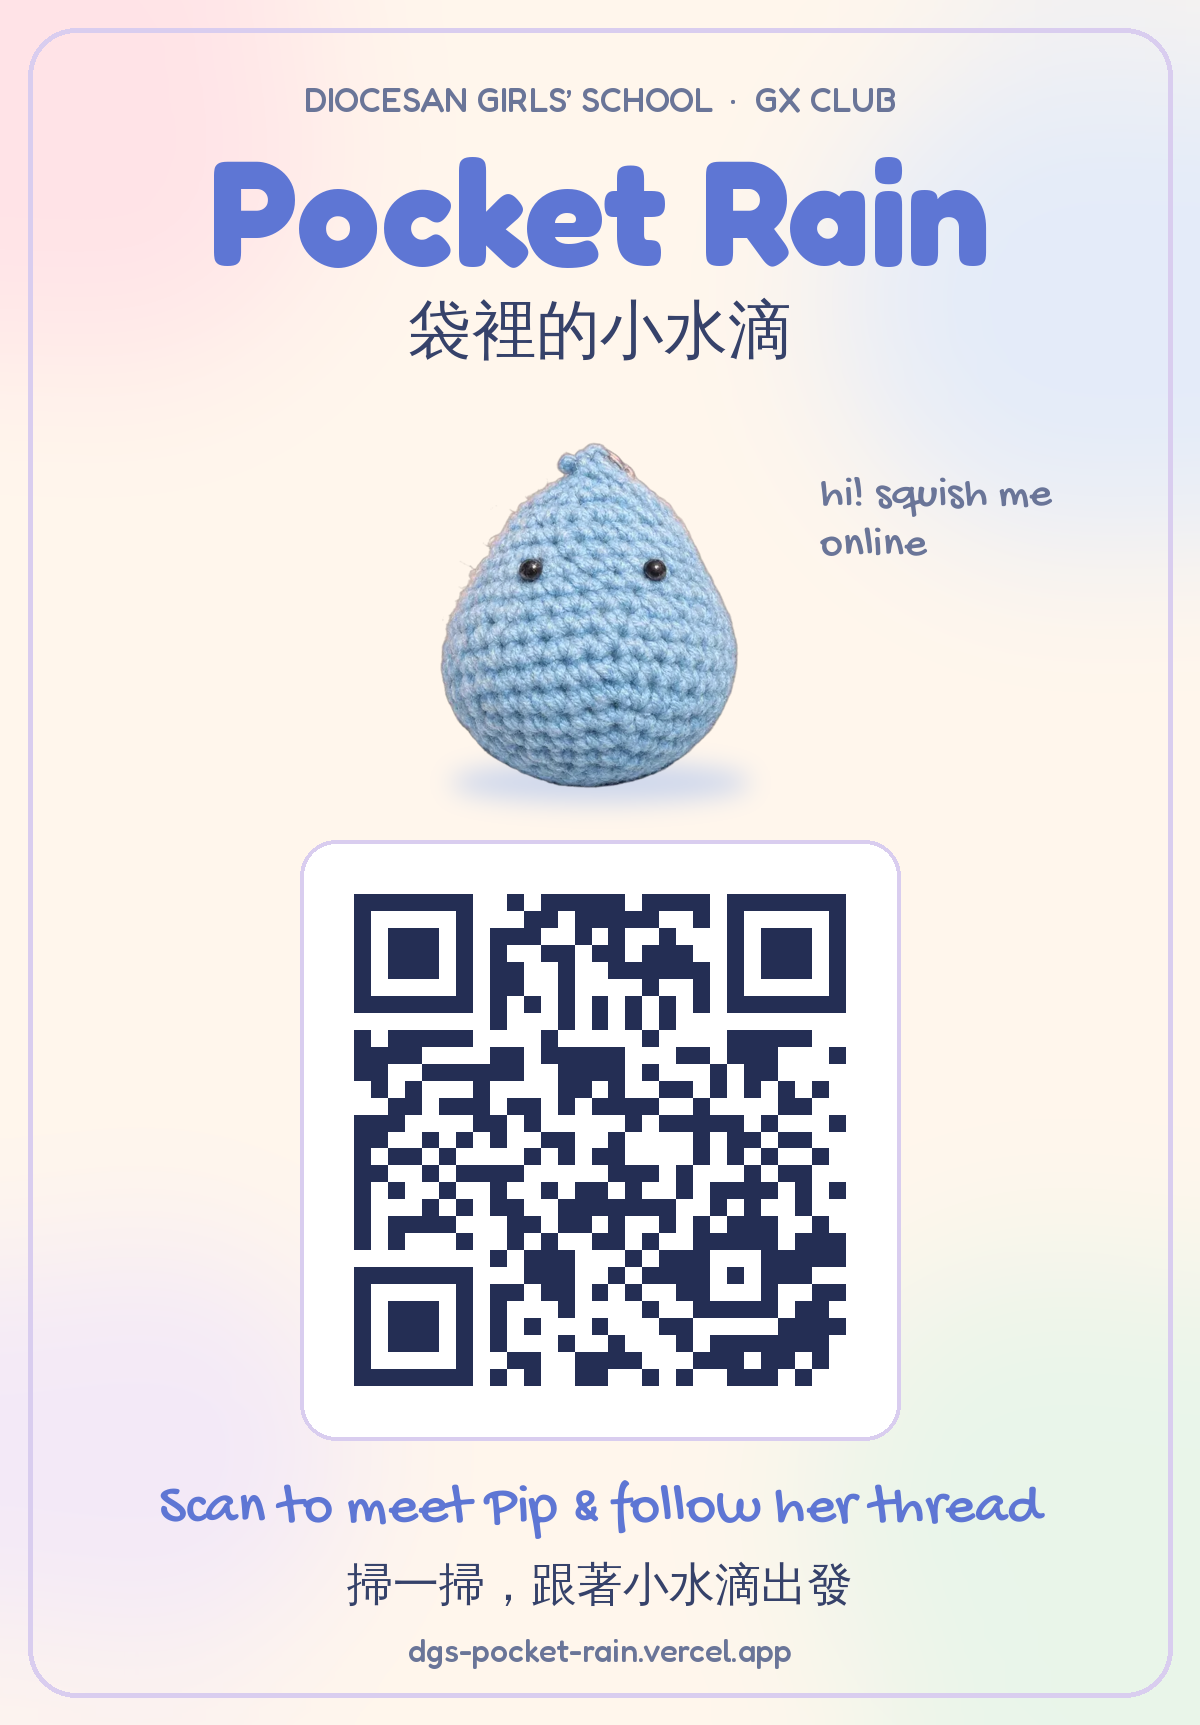 DIOCESAN GIRLS’ SCHOOL · GX CLUB
Pocket Rain
袋裡的小水滴
hi! squish me
online
Scan to meet Pip & follow her thread
掃一掃，跟著小水滴出發
dgs-pocket-rain.vercel.app